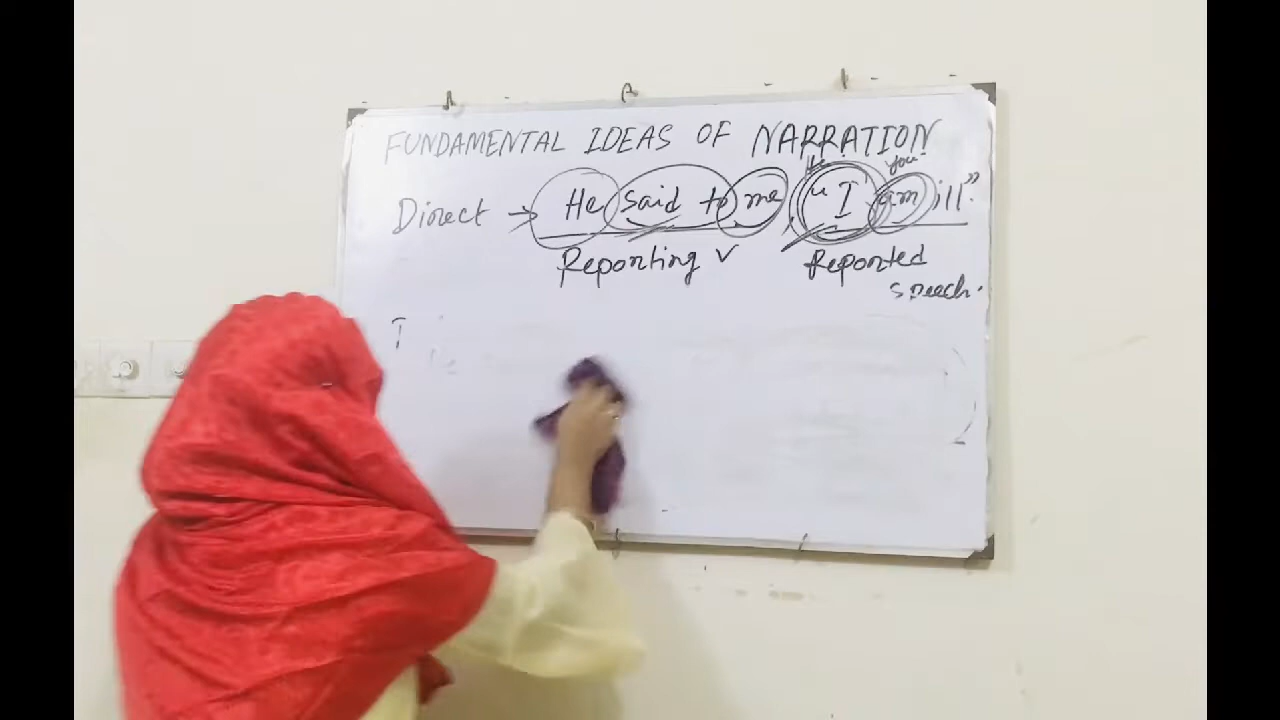 FUNDAMENTAL IDEAS OF NARRATION
He you
Direct → He said to me, "I am ill".
Reporting v Reported
speech.